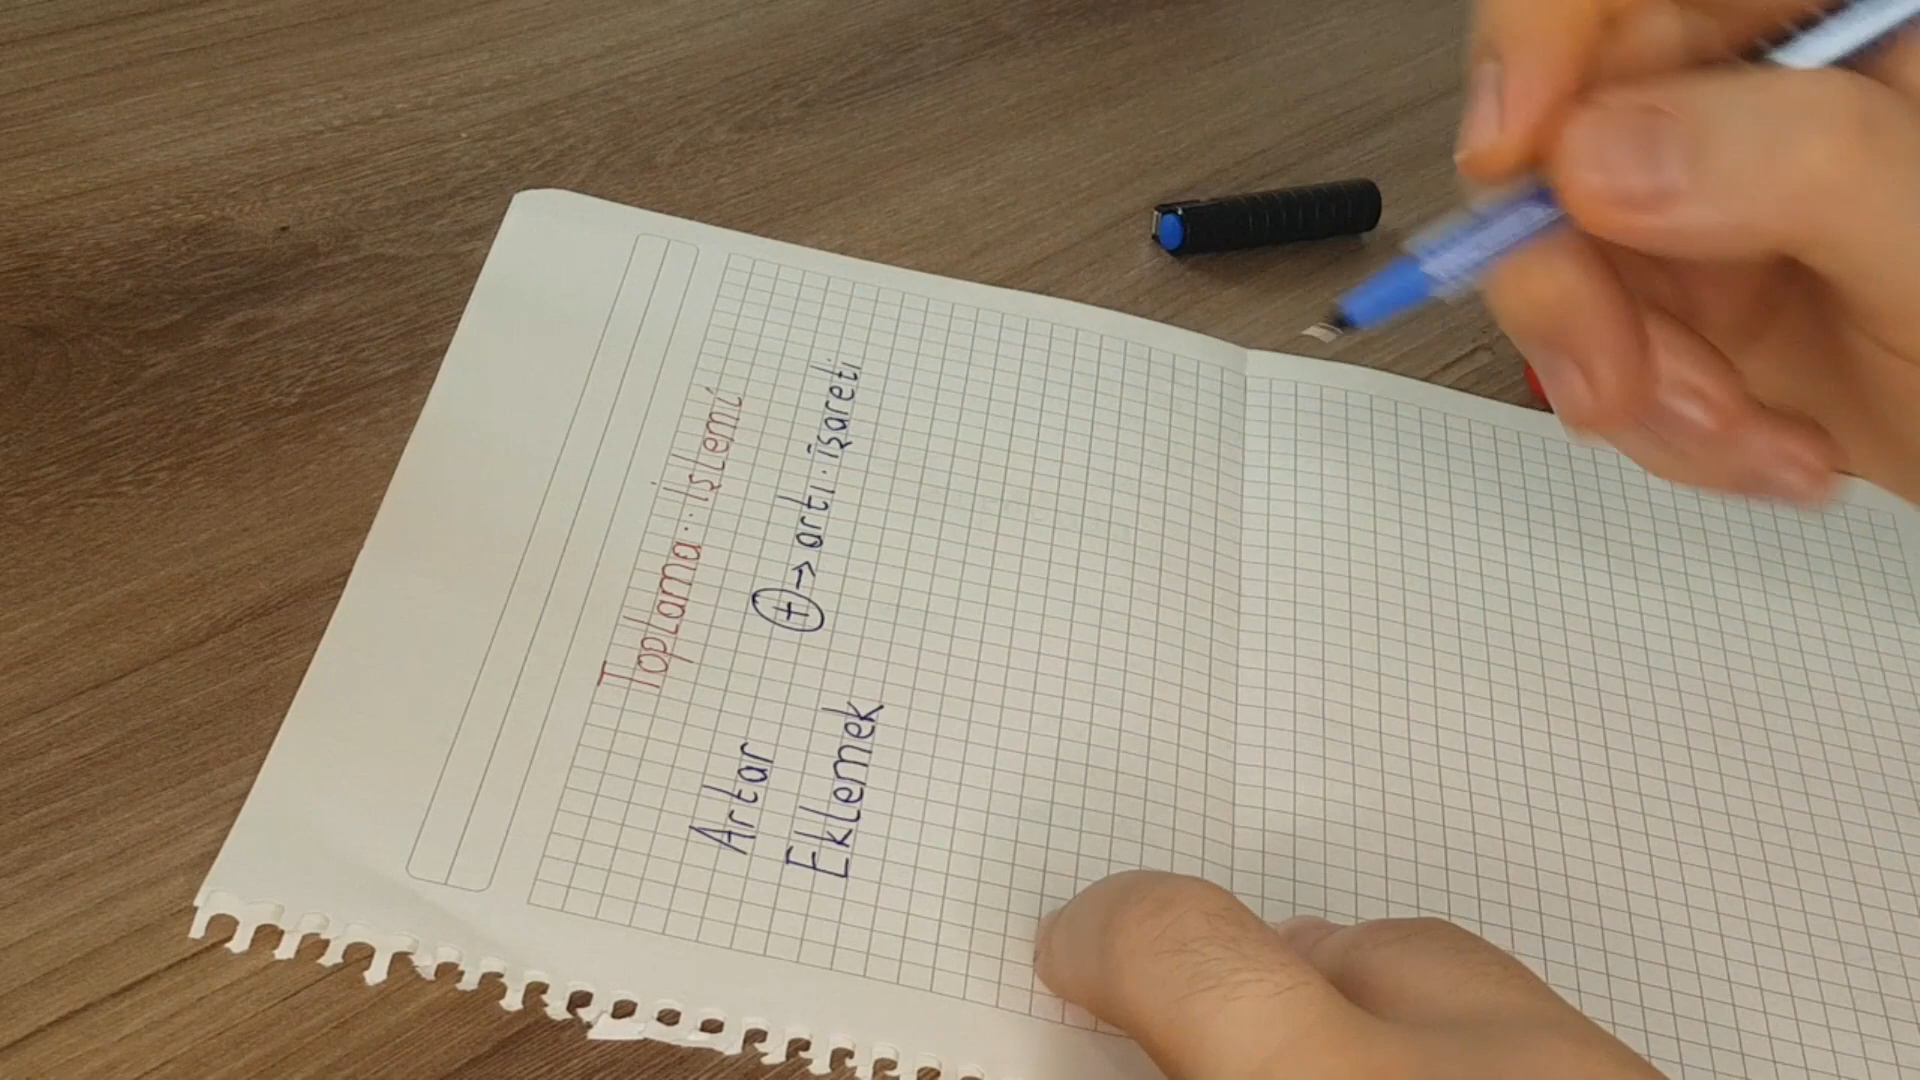 Toplama İşlemi
Artar
+ → artı işareti
Eklemek